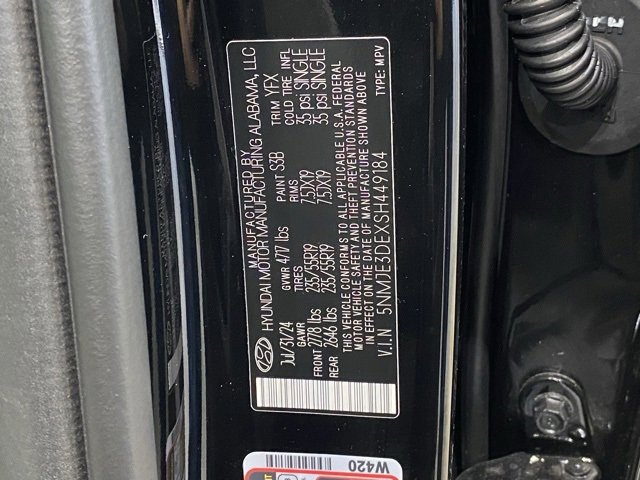 MANUFACTURED BY
HYUNDAI MOTOR MANUFACTURING ALABAMA, LLC
Jul/31/24 GVWR 4717 lbs PAINT S3B TRIM YFX
GAWR TIRES RIMS COLD TIRE INFL
FRONT 2778 lbs 235/55R19 7.5JX19 35 psi SINGLE
REAR 2646 lbs 235/55R19 7.5JX19 35 psi SINGLE
THIS VEHICLE CONFORMS TO ALL APPLICABLE U.S.A. FEDERAL
MOTOR VEHICLE SAFETY AND THEFT PREVENTION STANDARDS
IN EFFECT ON THE DATE OF MANUFACTURE SHOWN ABOVE
V.I.N 5NMJE3DEXSH449184 TYPE: MPV
W420